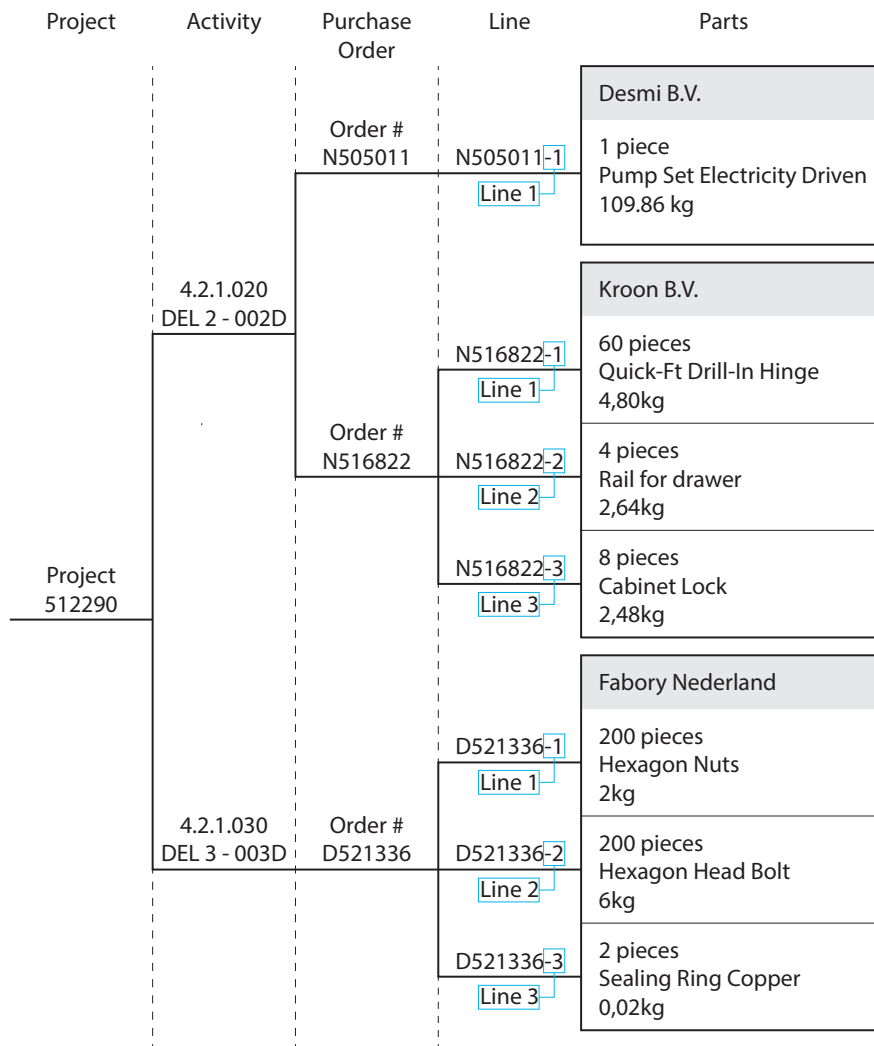 Project
Activity
Purchase
Order
Line
Parts
Desmi B.V.
Order #
N505011
N505011-1
Line 1
1 piece
Pump Set Electricity Driven
109.86 kg
4.2.1.020
DEL 2 - 002D
Kroon B.V.
N516822-1
Line 1
60 pieces
Quick-Ft Drill-In Hinge
4,80kg
Order #
N516822
N516822-2
Line 2
4 pieces
Rail for drawer
2,64kg
N516822-3
Line 3
8 pieces
Cabinet Lock
2,48kg
Project
512290
Fabory Nederland
D521336-1
Line 1
200 pieces
Hexagon Nuts
2kg
4.2.1.030
DEL 3 - 003D
Order #
D521336
D521336-2
Line 2
200 pieces
Hexagon Head Bolt
6kg
D521336-3
Line 3
2 pieces
Sealing Ring Copper
0,02kg